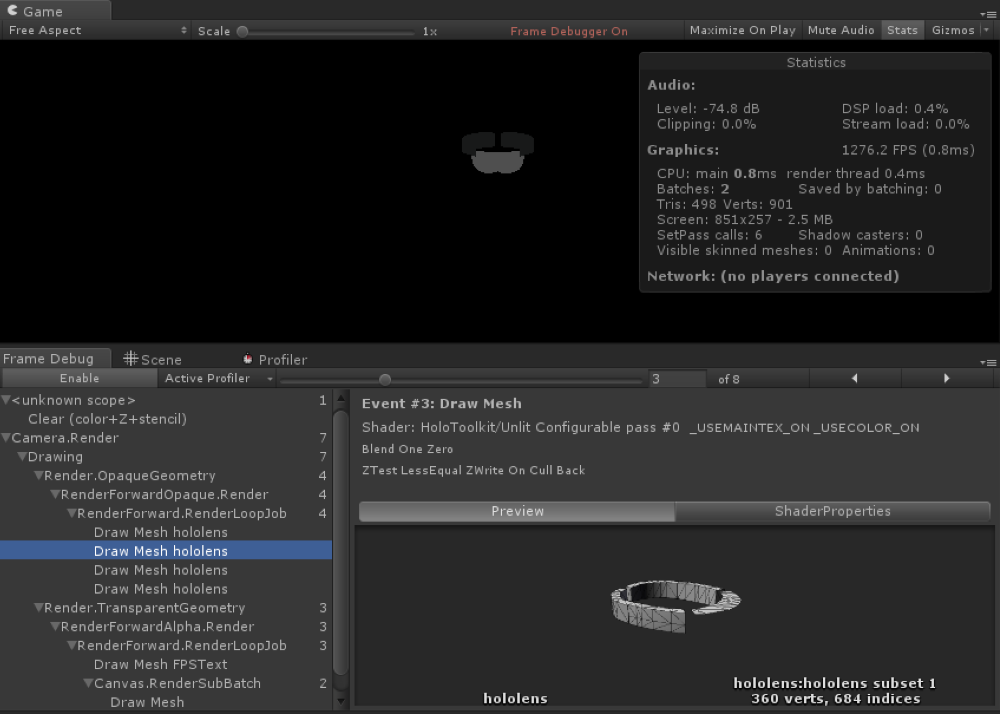 Game
Free Aspect Scale 1x Frame Debugger On Maximize On Play Mute Audio Stats Gizmos
Statistics
Audio:
Level: -74.8 dB DSP load: 0.4%
Clipping: 0.0% Stream load: 0.0%
Graphics: 1276.2 FPS (0.8ms)
CPU: main 0.8ms render thread 0.4ms
Batches: 2 Saved by batching: 0
Tris: 498 Verts: 901
Screen: 851x257 - 2.5 MB
SetPass calls: 6 Shadow casters: 0
Visible skinned meshes: 0 Animations: 0
Network: (no players connected)
Frame Debug Scene Profiler
Enable Active Profiler 3 of 8
<unknown scope> 1
Clear (color+Z+stencil)
Camera.Render 7
Drawing 7
Render.OpaqueGeometry 4
RenderForwardOpaque.Render 4
RenderForward.RenderLoopJob 4
Draw Mesh hololens
Draw Mesh hololens
Draw Mesh hololens
Draw Mesh hololens
Render.TransparentGeometry 3
RenderForwardAlpha.Render 3
RenderForward.RenderLoopJob 3
Draw Mesh FPSText
Canvas.RenderSubBatch 2
Draw Mesh
Event #3: Draw Mesh
Shader: HoloToolkit/Unlit Configurable pass #0 _USEMAINTEX_ON _USECOLOR_ON
Blend One Zero
ZTest LessEqual ZWrite On Cull Back
Preview ShaderProperties
hololens
hololens:hololens subset 1
360 verts, 684 indices